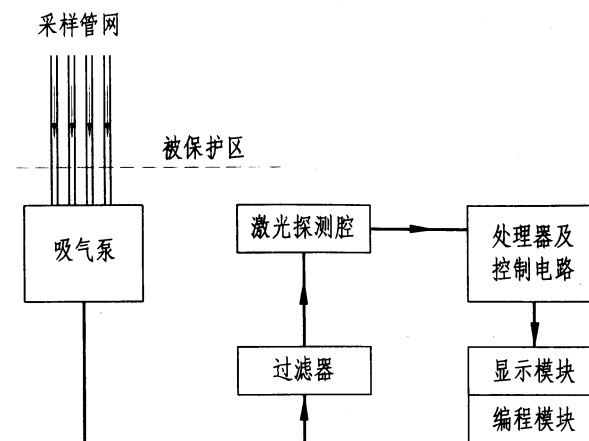 采样管网
被保护区
吸气泵
激光探测腔
处理器及
控制电路
过滤器
显示模块
编程模块